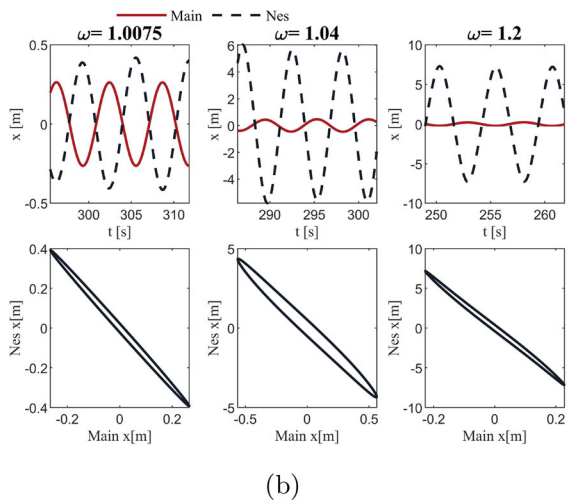 Main Nes
ω= 1.0075 ω= 1.04 ω= 1.2
x [m] 0.5 0 -0.5
300 305 310
t [s]
x [m] 6 4 2 0 -2 -4
290 295 300
t [s]
x [m] 10 5 0 -5 -10
250 255 260
t [s]
Nes x[m] 0.4 0.2 0 -0.2 -0.4
-0.2 0 0.2
Main x[m]
Nes x[m] 5 0 -5
-0.5 0 0.5
Main x[m]
Nes x[m] 10 5 0 -5 -10
-0.2 0 0.2
Main x[m]
(b)